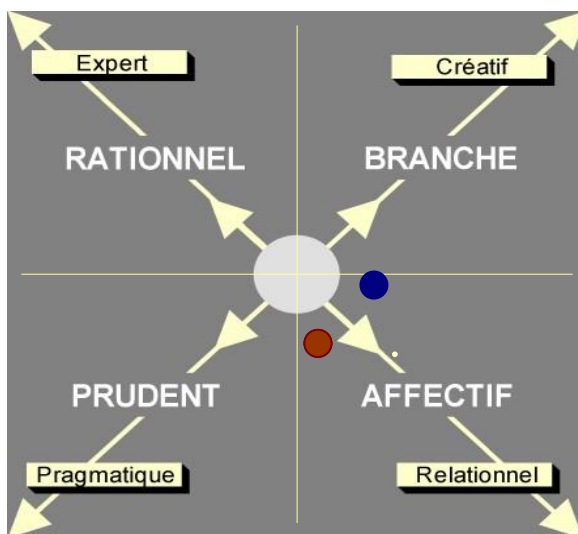 Expert
Créatif
RATIONNEL
BRANCHE
PRUDENT
AFFECTIF
Pragmatique
Relationnel